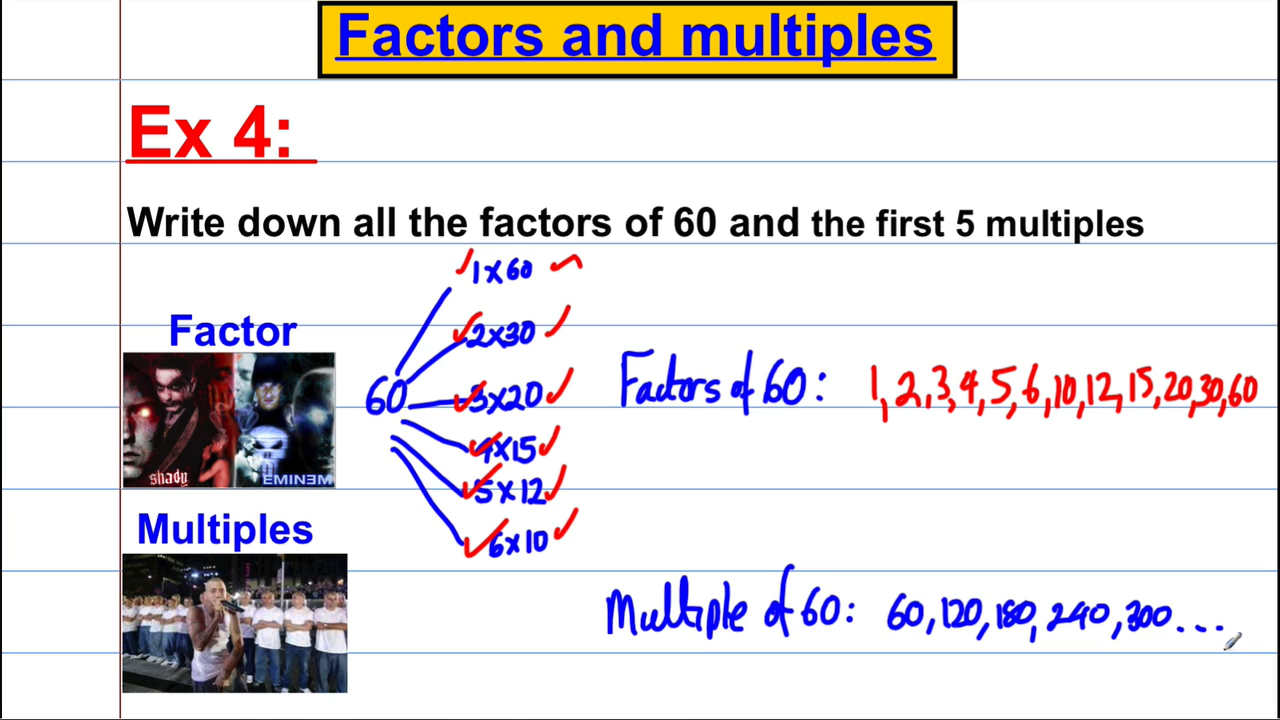 Factors and multiples
Ex 4:
Write down all the factors of 60 and the first 5 multiples
1x60
Factor
2x30
60
3x20
Factors of 60: 1, 2, 3, 4, 5, 6, 10, 12, 15, 20, 30, 60
4x15
shady
EMINEM
5x12
Multiples
6x10
Multiple of 60: 60, 120, 180, 240, 300...